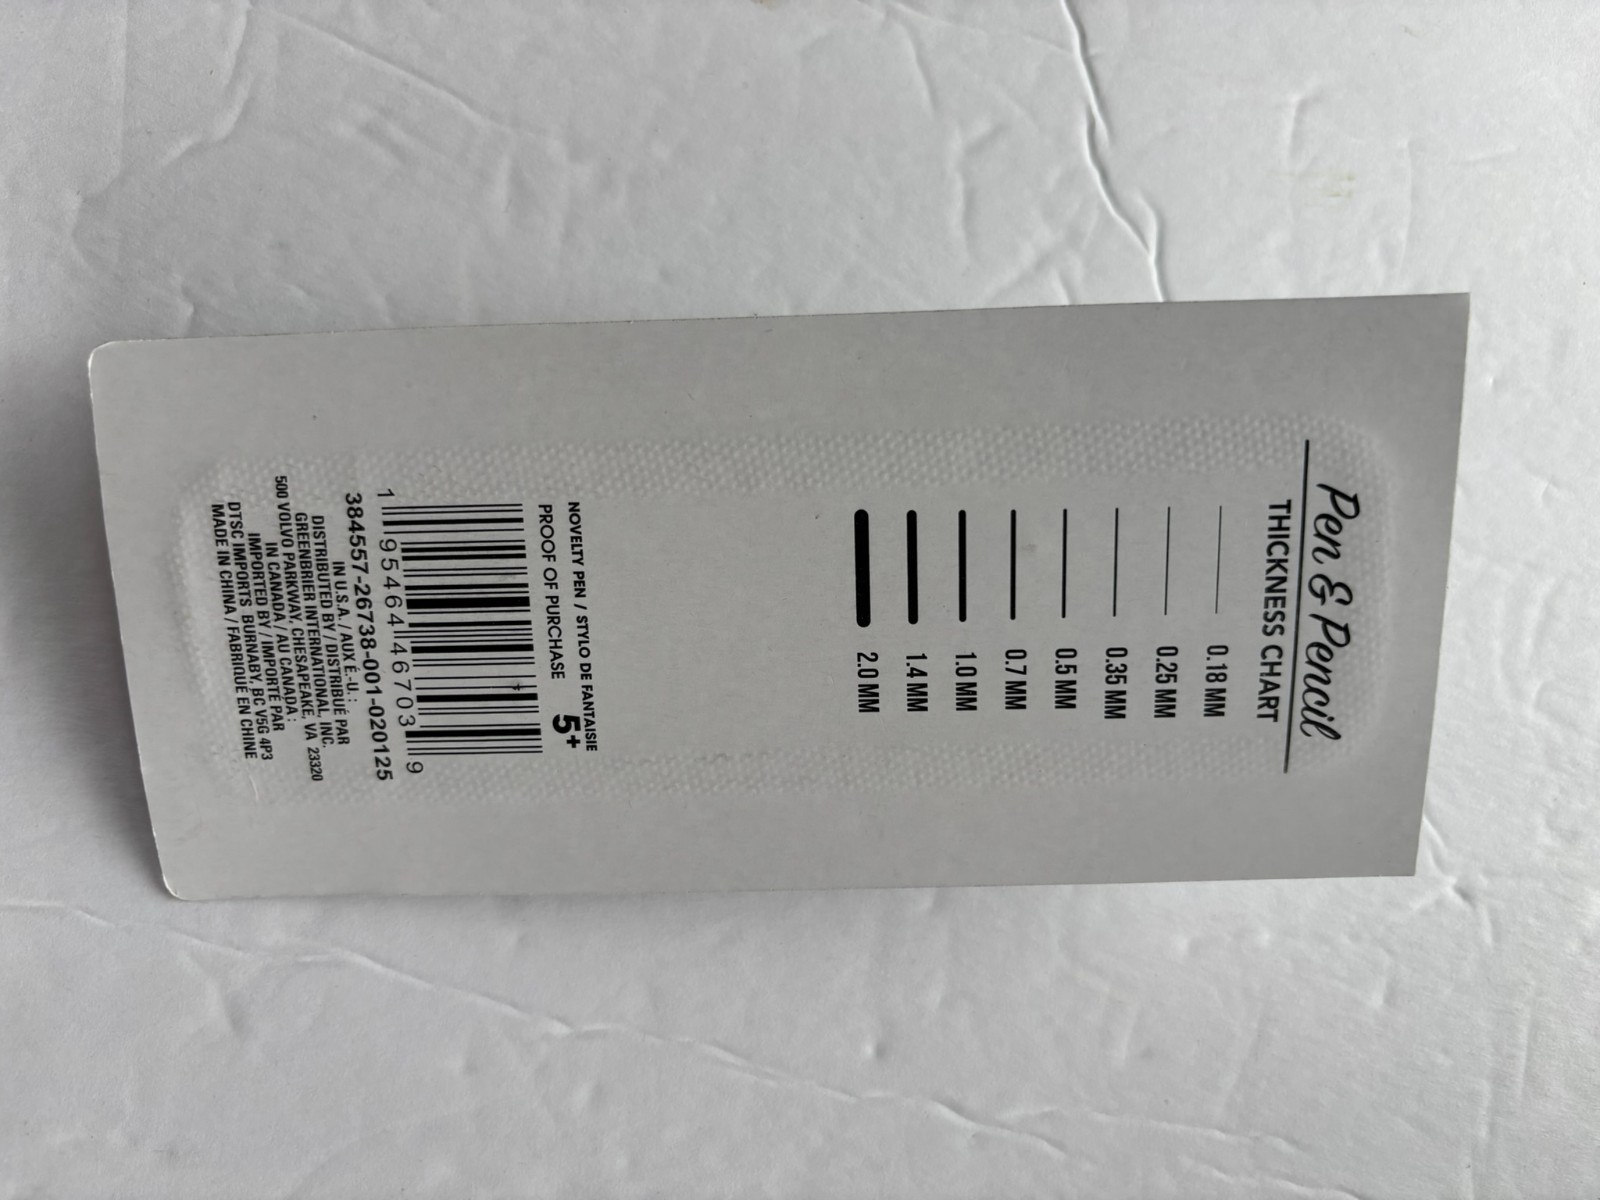 Pen & Pencil
THICKNESS CHART
0.18 MM
0.25 MM
0.35 MM
0.5 MM
0.7 MM
1.0 MM
1.4 MM
2.0 MM
NOVELTY PEN / STYLO DE FANTAISIE
PROOF OF PURCHASE 5+
1 95464 46703 9
384557-26738-001-020125
IN U.S.A. / AUX É.-U. :
DISTRIBUTED BY / DISTRIBUÉ PAR
GREENBRIER INTERNATIONAL, INC.
500 VOLVO PARKWAY, CHESAPEAKE, VA 23320
IN CANADA / AU CANADA :
IMPORTED BY / IMPORTÉ PAR
DTSC IMPORTS BURNABY, BC V5G 4P3
MADE IN CHINA / FABRIQUÉ EN CHINE